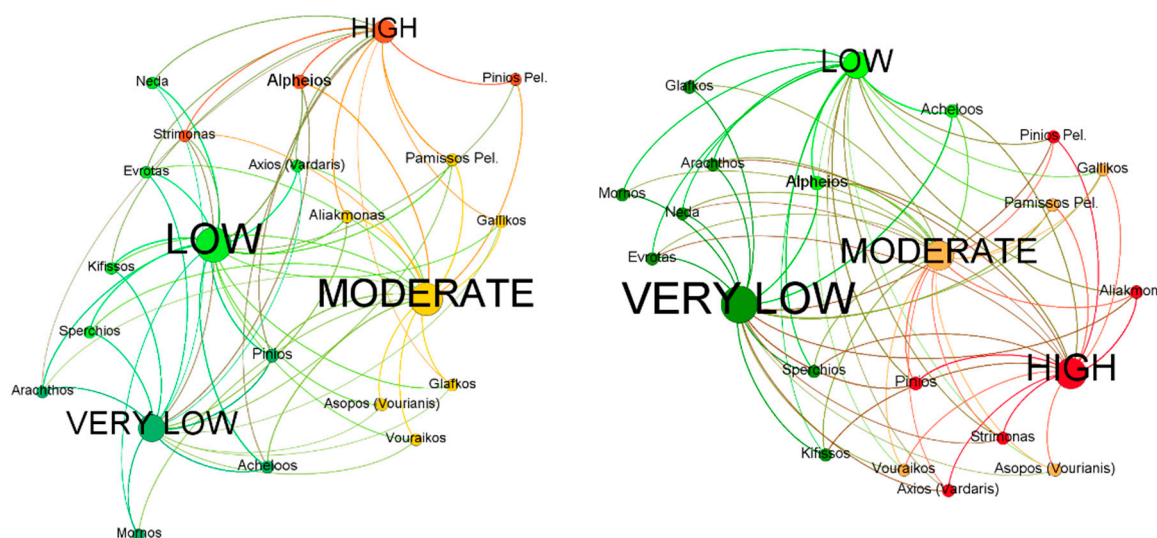 HIGH
Neda
Alpheios
Pinios Pel.
Strimonas
Evrotas
Axios (Vardaris)
Pamissos Pel.
Aliakmonas
Gallikos
LOW
Kifissos
MODERATE
Sperchios
Pinios
Arachthos
Glafkos
Asopos (Vourianis)
VERY LOW
Vouraikos
Acheloos
Mornos
LOW
Glafkos
Acheloos
Pinios Pel.
Arachthos
Gallikos
Alpheios
Mornos
Neda
Pamissos Pel.
Evrotas
MODERATE
VERY LOW
Aliakmon
Sperchios
Pinios
HIGH
Strimonas
Kifissos
Vouraikos
Asopos (Vourianis)
Axios (Vardaris)